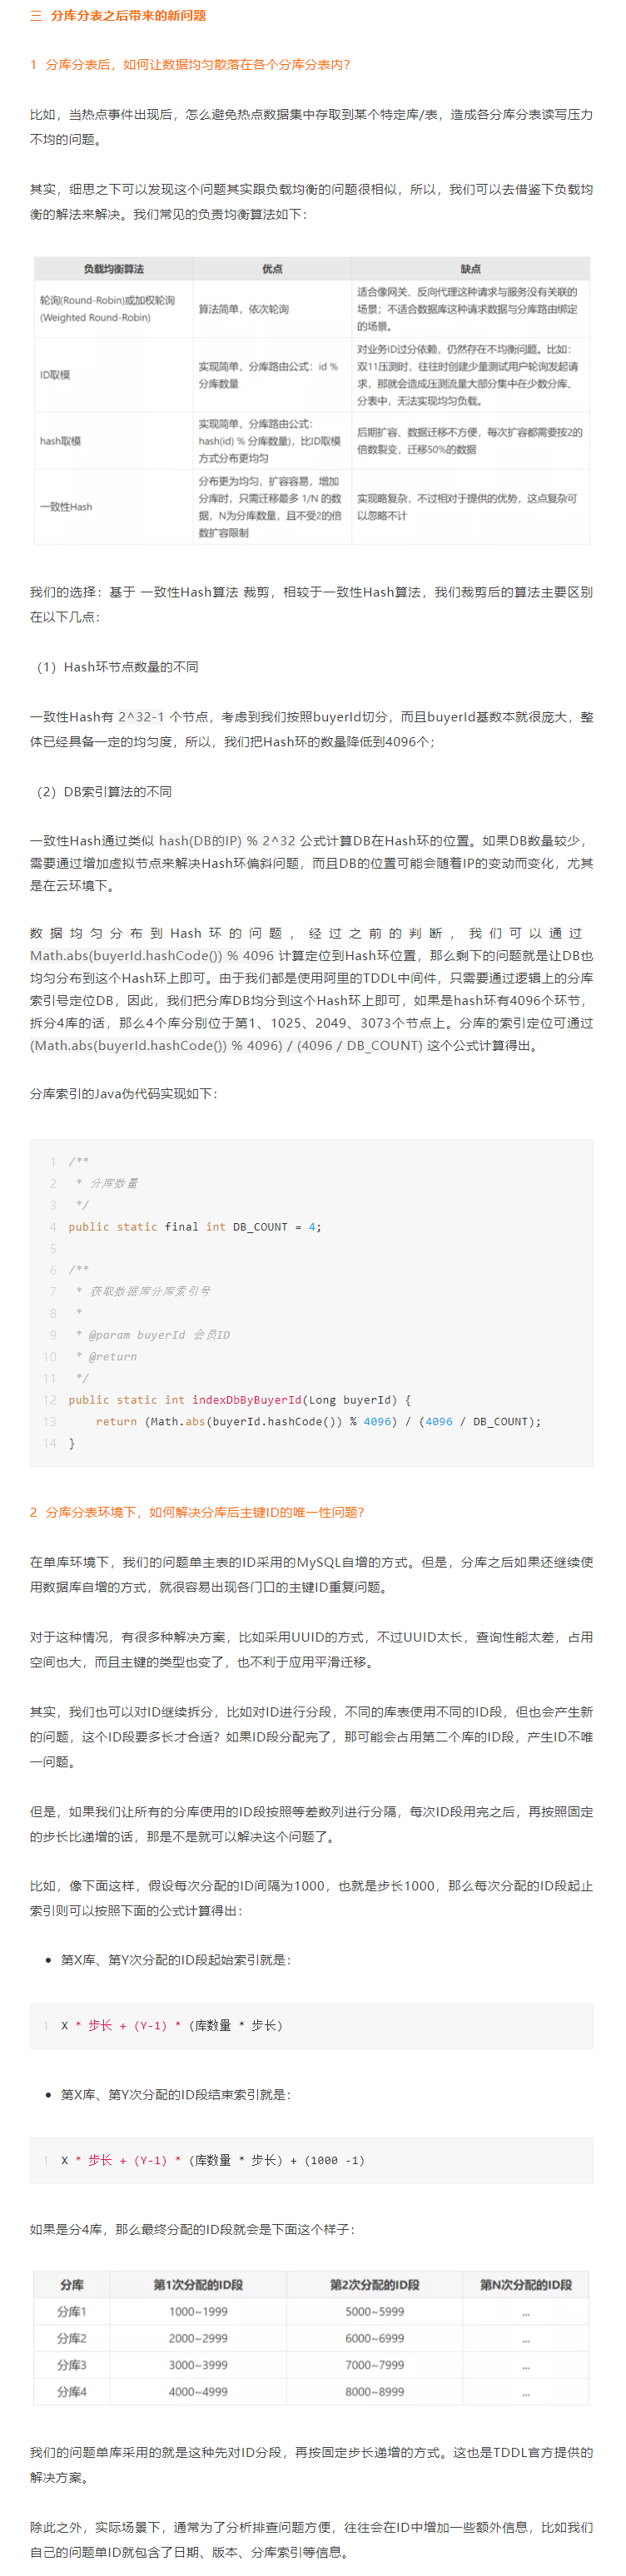 三 分库分表之后带来的新问题
1 分库分表后，如何让数据均匀散落在各个分库分表内？
比如，当热点事件出现后，怎么避免热点数据集中存取到某个特定库/表，造成各分库分表读写压力
不均的问题。
其实，细思之下可以发现这个问题其实跟负载均衡的问题很相似，所以，我们可以去借鉴下负载均
衡的解法来解决。我们常见的负责均衡算法如下：
负载均衡算法 优点 缺点
轮询(Round-Robin)或加权轮询
(Weighted Round-Robin)
算法简单，依次轮询
适合像网关、反向代理这种请求与服务没有关联的
场景；不适合数据库这种请求数据与分库路由绑定
的场景。
ID取模
实现简单，分库路由公式：id %
分库数量
对业务ID过分依赖，仍然存在不均衡问题。比如：
双11压测时，往往时创建少量测试用户轮询发起请
求，那就会造成压测流量大部分集中在少数分库、
分表中，无法实现均匀负载。
hash取模
实现简单，分库路由公式：
hash(id) % 分库数量)，比ID取模
方式分布更均匀
后期扩容、数据迁移不方便，每次扩容都需要按2的
倍数裂变，迁移50%的数据
一致性Hash
分布更为均匀，扩容容易，增加
分库时，只需迁移最多 1/N 的数
据，N为分库数量，且不受2的倍
数扩容限制
实现略复杂，不过相对于提供的优势，这点复杂可
以忽略不计
我们的选择：基于 一致性Hash算法 裁剪，相较于一致性Hash算法，我们裁剪后的算法主要区别
在以下几点：
（1）Hash环节点数量的不同
一致性Hash有 2^32-1 个节点，考虑到我们按照buyerId切分，而且buyerId基数本就很庞大，整
体已经具备一定的均匀度，所以，我们把Hash环的数量降低到4096个；
（2）DB索引算法的不同
一致性Hash通过类似 hash(DB的IP) % 2^32 公式计算DB在Hash环的位置。如果DB数量较少，
需要通过增加虚拟节点来解决Hash环偏斜问题，而且DB的位置可能会随着IP的变动而变化，尤其
是在云环境下。
数据均匀分布到Hash环的问题，经过之前的判断，我们可以通过
Math.abs(buyerId.hashCode()) % 4096 计算定位到Hash环位置，那么剩下的问题就是让DB也
均匀分布到这个Hash环上即可。由于我们都是使用阿里的TDDL中间件，只需要通过逻辑上的分库
索引号定位DB，因此，我们把分库DB均分到这个Hash环上即可，如果是hash环有4096个环节，
拆分4库的话，那么4个库分别位于第1、1025、2049、3073个节点上。分库的索引定位可通过
(Math.abs(buyerId.hashCode()) % 4096) / (4096 / DB_COUNT) 这个公式计算得出。
分库索引的Java伪代码实现如下：
1 /**
2 * 分库数量
3 */
4 public static final int DB_COUNT = 4;
5
6 /**
7 * 获取数据库分库索引号
8 *
9 * @param buyerId 会员ID
10 * @return
11 */
12 public static int indexDbByBuyerId(Long buyerId) {
13 return (Math.abs(buyerId.hashCode()) % 4096) / (4096 / DB_COUNT);
14 }
2 分库分表环境下，如何解决分库后主键ID的唯一性问题？
在单库环境下，我们的问题单主表的ID采用的MySQL自增的方式。但是，分库之后如果还继续使
用数据库自增的方式，就很容易出现各门口的主键ID重复问题。
对于这种情况，有很多种解决方案，比如采用UUID的方式，不过UUID太长，查询性能太差，占用
空间也大，而且主键的类型也变了，也不利于应用平滑迁移。
其实，我们也可以对ID继续拆分，比如对ID进行分段，不同的库表使用不同的ID段，但也会产生新
的问题，这个ID段要多长才合适？如果ID段分配完了，那可能会占用第二个库的ID段，产生ID不唯
一问题。
但是，如果我们让所有的分库使用的ID段按照等差数列进行分隔，每次ID段用完之后，再按照固定
的步长比递增的话，那是不是就可以解决这个问题了。
比如，像下面这样，假设每次分配的ID间隔为1000，也就是步长1000，那么每次分配的ID段起止
索引则可以按照下面的公式计算得出：
• 第X库、第Y次分配的ID段起始索引就是：
1 X * 步长 + (Y-1) * (库数量 * 步长)
• 第X库、第Y次分配的ID段结束索引就是：
1 X * 步长 + (Y-1) * (库数量 * 步长) + (1000 -1)
如果是分4库，那么最终分配的ID段就会是下面这个样子：
分库 第1次分配的ID段 第2次分配的ID段 第N次分配的ID段
分库1 1000~1999 5000~5999 ...
分库2 2000~2999 6000~6999 ...
分库3 3000~3999 7000~7999 ...
分库4 4000~4999 8000~8999 ...
我们的问题单库采用的就是这种先对ID分段，再按固定步长递增的方式。这也是TDDL官方提供的
解决方案。
除此之外，实际场景下，通常为了分析排查问题方便，往往会在ID中增加一些额外信息，比如我们
自己的问题单ID就包含了日期、版本、分库索引等信息。